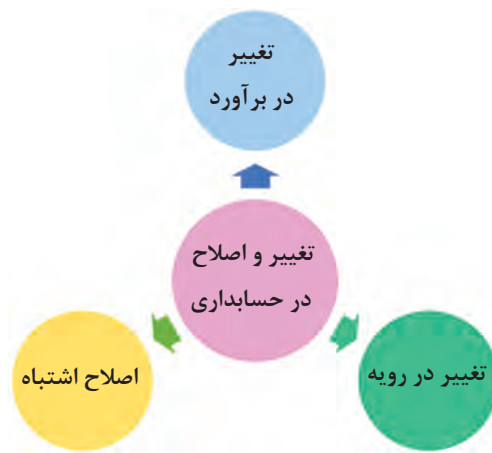 تغییر
در برآورد
تغییر و اصلاح
در حسابداری
تغییر در رویه
اصلاح اشتباه